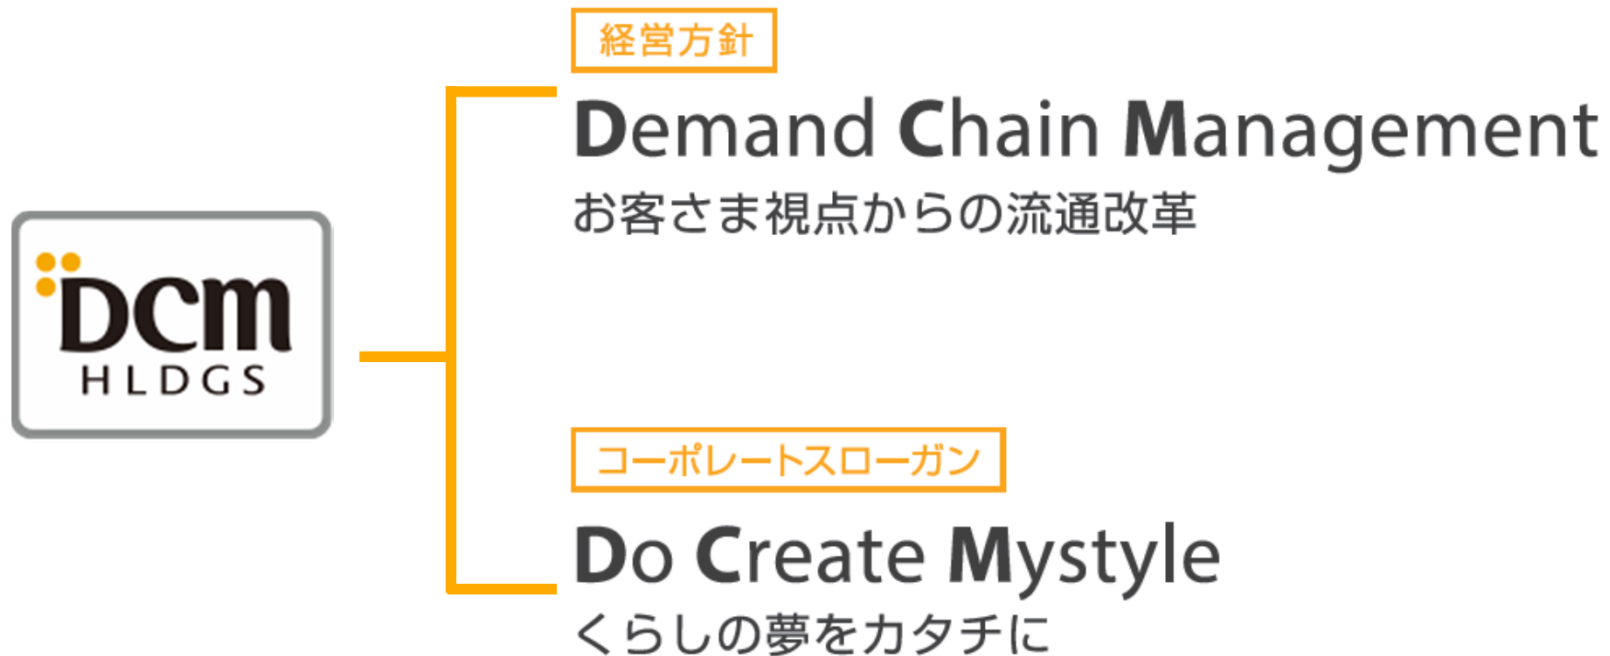 経営方針
Demand Chain Management
お客さま視点からの流通改革
DCM
HLDGS
コーポレートスローガン
Do Create Mystyle
くらしの夢をカタチに